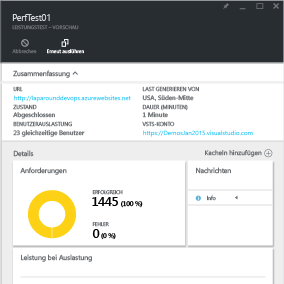 PerfTest01
LEISTUNGSTEST - VORSCHAU
Abbrechen
Erneut ausführen
Zusammenfassung
URL
http://laparounddevops.azurewebsites.net
ZUSTAND
Abgeschlossen
BENUTZERAUSLASTUNG
23 gleichzeitige Benutzer
LAST GENERIEREN VON
USA, Süden-Mitte
DAUER (MINUTEN)
1 Minute
VSTS-KONTO
https://DemosJan2015.visualstudio.com
Details
Kacheln hinzufügen
Anforderungen
ERFOLGREICH
1445 (100 %)
FEHLER
0 (0 %)
Nachrichten
Info
Leistung bei Auslastung